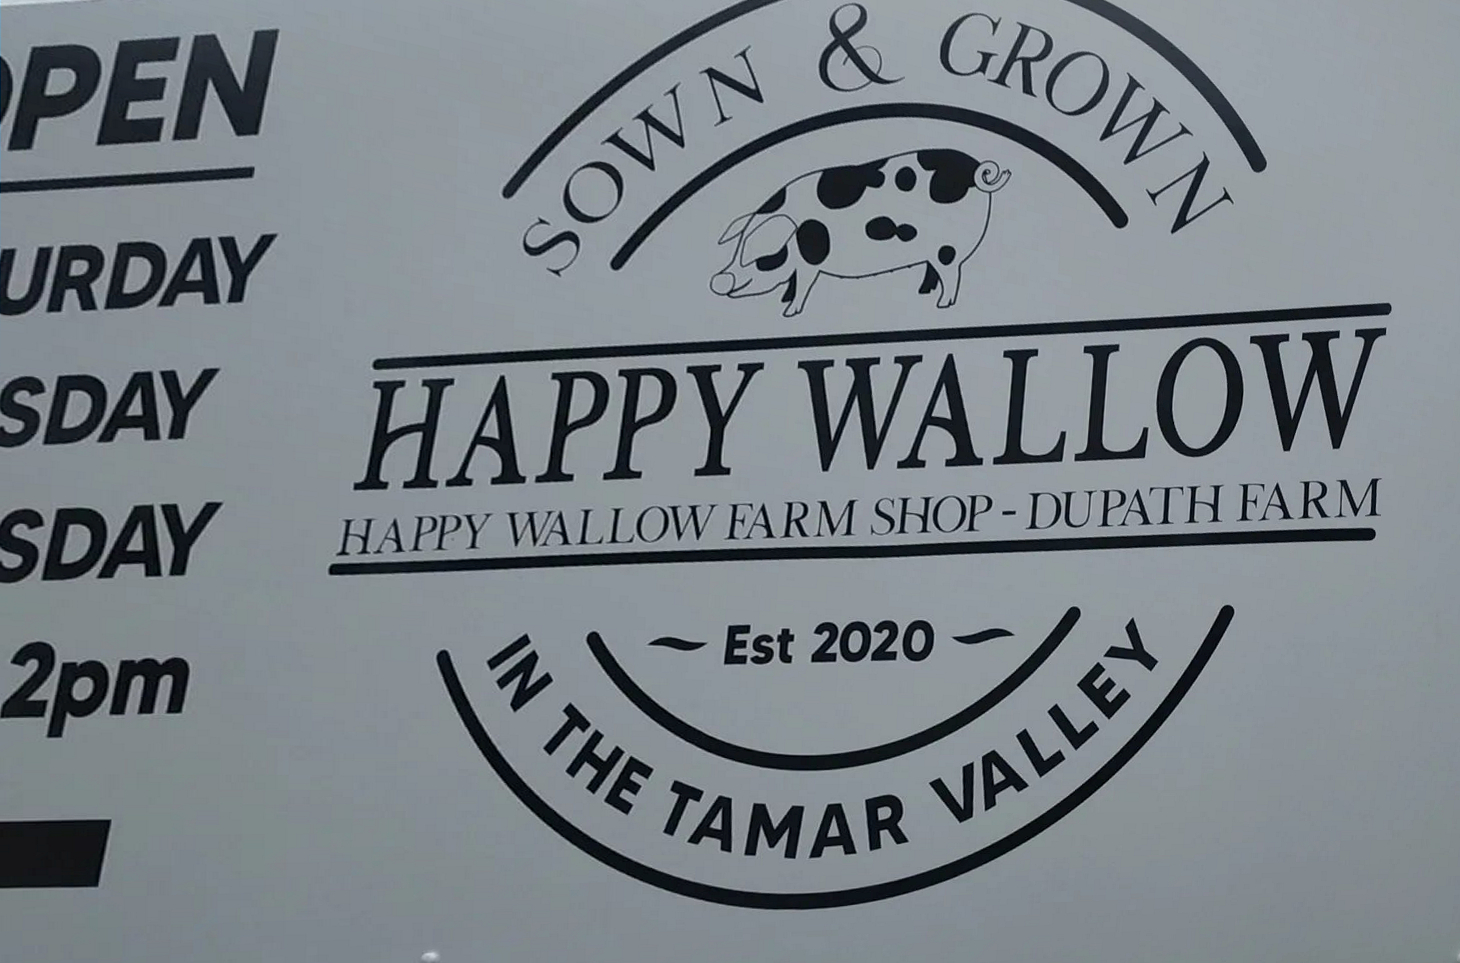 OPEN
URDAY
SDAY
SDAY
2pm
SOWN & GROWN
HAPPY WALLOW
HAPPY WALLOW FARM SHOP - DUPATH FARM
~ Est 2020 ~
IN THE TAMAR VALLEY